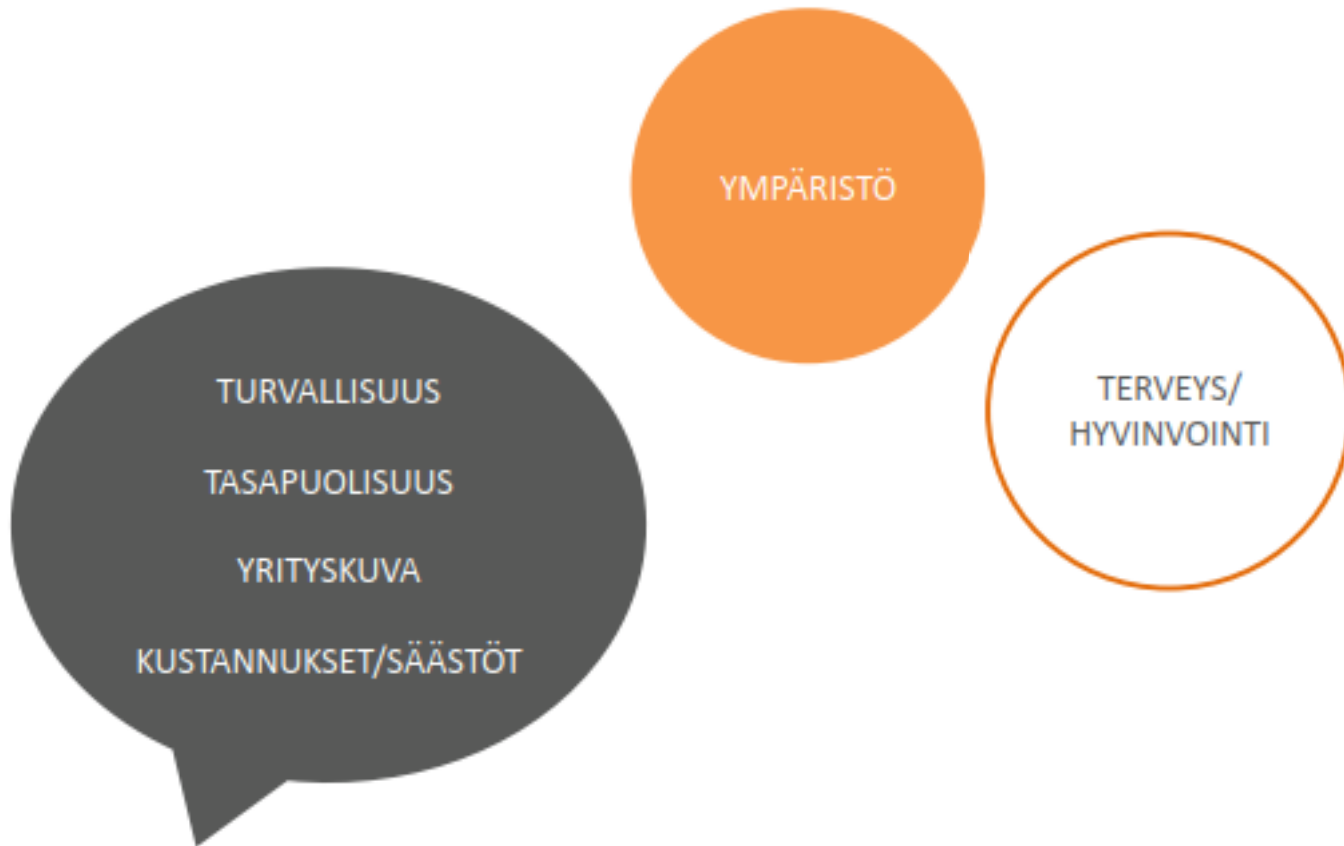 YMPÄRISTÖ
TERVEYS/
HYVINVOINTI
TURVALLISUUS
TASAPUOLISUUS
YRITYSKUVA
KUSTANNUKSET/SÄÄSTÖT